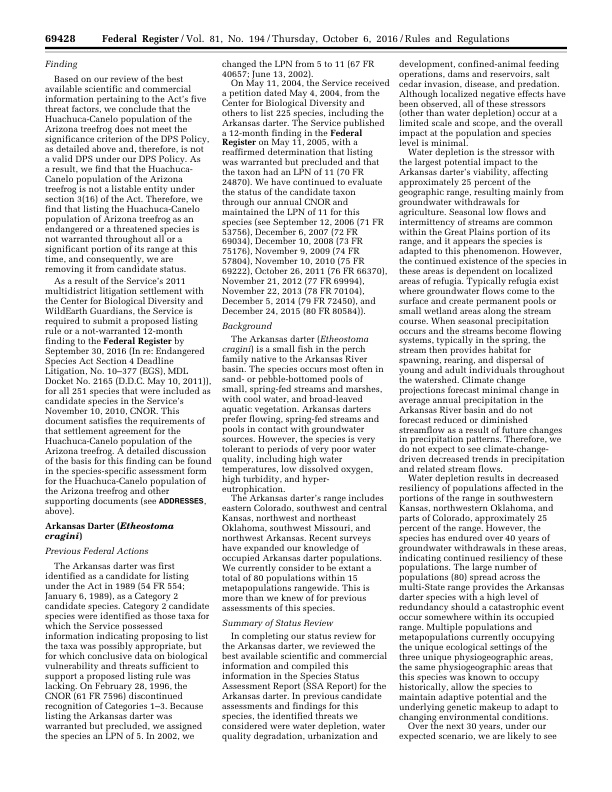 69428 Federal Register / Vol. 81, No. 194 / Thursday, October 6, 2016 / Rules and Regulations
Finding
Based on our review of the best
available scientific and commercial
information pertaining to the Act's five
threat factors, we conclude that the
Huachuca-Canelo population of the
Arizona treefrog does not meet the
significance criterion of the DPS Policy,
as detailed above and, therefore, is not
a valid DPS under our DPS Policy. As
a result, we find that the Huachuca-
Canelo population of the Arizona
treefrog is not a listable entity under
section 3(16) of the Act. Therefore, we
find that listing the Huachuca-Canelo
population of Arizona treefrog as an
endangered or a threatened species is
not warranted throughout all or a
significant portion of its range at this
time, and consequently, we are
removing it from candidate status.
As a result of the Service's 2011
multidistrict litigation settlement with
the Center for Biological Diversity and
WildEarth Guardians, the Service is
required to submit a proposed listing
rule or a not-warranted 12-month
finding to the Federal Register by
September 30, 2016 (In re: Endangered
Species Act Section 4 Deadline
Litigation, No. 10–377 (EGS), MDL
Docket No. 2165 (D.D.C. May 10, 2011)),
for all 251 species that were included as
candidate species in the Service's
November 10, 2010, CNOR. This
document satisfies the requirements of
that settlement agreement for the
Huachuca-Canelo population of the
Arizona treefrog. A detailed discussion
of the basis for this finding can be found
in the species-specific assessment form
for the Huachuca-Canelo population of
the Arizona treefrog and other
supporting documents (see ADDRESSES,
above).
Arkansas Darter (Etheostoma
cragini)
Previous Federal Actions
The Arkansas darter was first
identified as a candidate for listing
under the Act in 1989 (54 FR 554;
January 6, 1989), as a Category 2
candidate species. Category 2 candidate
species were identified as those taxa for
which the Service possessed
information indicating proposing to list
the taxa was possibly appropriate, but
for which conclusive data on biological
vulnerability and threats sufficient to
support a proposed listing rule was
lacking. On February 28, 1996, the
CNOR (61 FR 7596) discontinued
recognition of Categories 1–3. Because
listing the Arkansas darter was
warranted but precluded, we assigned
the species an LPN of 5. In 2002, we
changed the LPN from 5 to 11 (67 FR
40657; June 13, 2002).
On May 11, 2004, the Service received
a petition dated May 4, 2004, from the
Center for Biological Diversity and
others to list 225 species, including the
Arkansas darter. The Service published
a 12-month finding in the Federal
Register on May 11, 2005, with a
reaffirmed determination that listing
was warranted but precluded and that
the taxon had an LPN of 11 (70 FR
24870). We have continued to evaluate
the status of the candidate taxon
through our annual CNOR and
maintained the LPN of 11 for this
species (see September 12, 2006 (71 FR
53756), December 6, 2007 (72 FR
69034), December 10, 2008 (73 FR
75176), November 9, 2009 (74 FR
57804), November 10, 2010 (75 FR
69222), October 26, 2011 (76 FR 66370),
November 21, 2012 (77 FR 69994),
November 22, 2013 (78 FR 70104),
December 5, 2014 (79 FR 72450), and
December 24, 2015 (80 FR 80584)).
Background
The Arkansas darter (Etheostoma
cragini) is a small fish in the perch
family native to the Arkansas River
basin. The species occurs most often in
sand- or pebble-bottomed pools of
small, spring-fed streams and marshes,
with cool water, and broad-leaved
aquatic vegetation. Arkansas darters
prefer flowing, spring-fed streams and
pools in contact with groundwater
sources. However, the species is very
tolerant to periods of very poor water
quality, including high water
temperatures, low dissolved oxygen,
high turbidity, and hyper-
eutrophication.
The Arkansas darter's range includes
eastern Colorado, southwest and central
Kansas, northwest and northeast
Oklahoma, southwest Missouri, and
northwest Arkansas. Recent surveys
have expanded our knowledge of
occupied Arkansas darter populations.
We currently consider to be extant a
total of 80 populations within 15
metapopulations rangewide. This is
more than we knew of for previous
assessments of this species.
Summary of Status Review
In completing our status review for
the Arkansas darter, we reviewed the
best available scientific and commercial
information and compiled this
information in the Species Status
Assessment Report (SSA Report) for the
Arkansas darter. In previous candidate
assessments and findings for this
species, the identified threats we
considered were water depletion, water
quality degradation, urbanization and
development, confined-animal feeding
operations, dams and reservoirs, salt
cedar invasion, disease, and predation.
Although localized negative effects have
been observed, all of these stressors
(other than water depletion) occur at a
limited scale and scope, and the overall
impact at the population and species
level is minimal.
Water depletion is the stressor with
the largest potential impact to the
Arkansas darter's viability, affecting
approximately 25 percent of the
geographic range, resulting mainly from
groundwater withdrawals for
agriculture. Seasonal low flows and
intermittency of streams are common
within the Great Plains portion of its
range, and it appears the species is
adapted to this phenomenon. However,
the continued existence of the species in
these areas is dependent on localized
areas of refugia. Typically refugia exist
where groundwater flows come to the
surface and create permanent pools or
small wetland areas along the stream
course. When seasonal precipitation
occurs and the streams become flowing
systems, typically in the spring, the
stream then provides habitat for
spawning, rearing, and dispersal of
young and adult individuals throughout
the watershed. Climate change
projections forecast minimal change in
average annual precipitation in the
Arkansas River basin and do not
forecast reduced or diminished
streamflow as a result of future changes
in precipitation patterns. Therefore, we
do not expect to see climate-change-
driven decreased trends in precipitation
and related stream flows.
Water depletion results in decreased
resiliency of populations affected in the
portions of the range in southwestern
Kansas, northwestern Oklahoma, and
parts of Colorado, approximately 25
percent of the range. However, the
species has endured over 40 years of
groundwater withdrawals in these areas,
indicating continued resiliency of these
populations. The large number of
populations (80) spread across the
multi-State range provides the Arkansas
darter species with a high level of
redundancy should a catastrophic event
occur somewhere within its occupied
range. Multiple populations and
metapopulations currently occupying
the unique ecological settings of the
three unique physiogeographic areas,
the same physiogeographic areas that
this species was known to occupy
historically, allow the species to
maintain adaptive potential and the
underlying genetic makeup to adapt to
changing environmental conditions.
Over the next 30 years, under our
expected scenario, we are likely to see